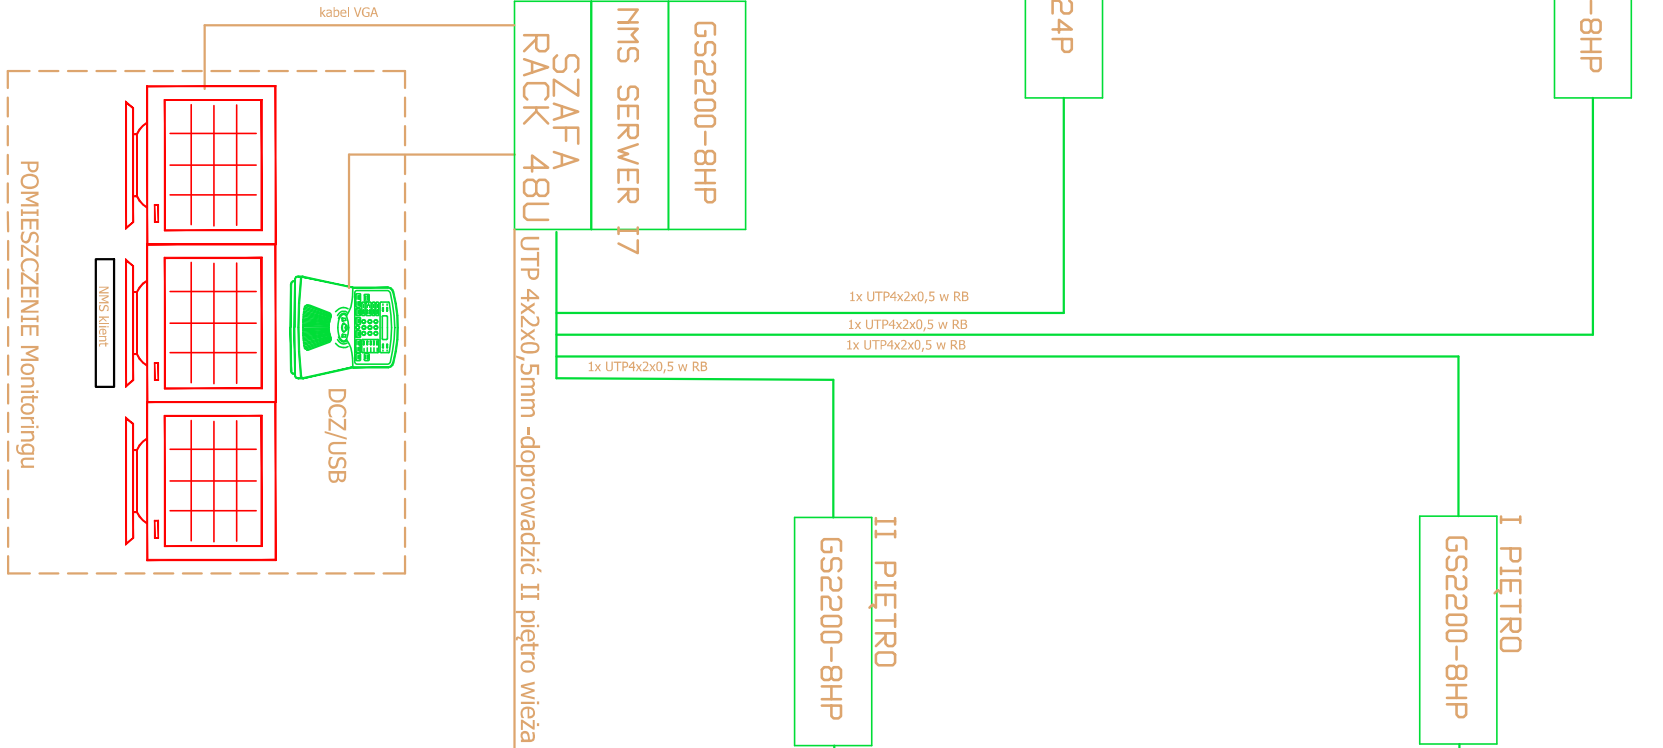 kabel VGA
POMIESZCZENIE Monitoringu
NMS klient
DCZ/USB
SZAFA
RACK 48U
NMS SERWER I7
GS2200-8HP
24P
-8HP
UTP 4x2x0,5mm -doprowadzić II piętro wieża
1x UTP4x2x0,5 w RB
1x UTP4x2x0,5 w RB
1x UTP4x2x0,5 w RB
1x UTP4x2x0,5 w RB
II PIĘTRO
GS2200-8HP
I PIĘTRO
GS2200-8HP